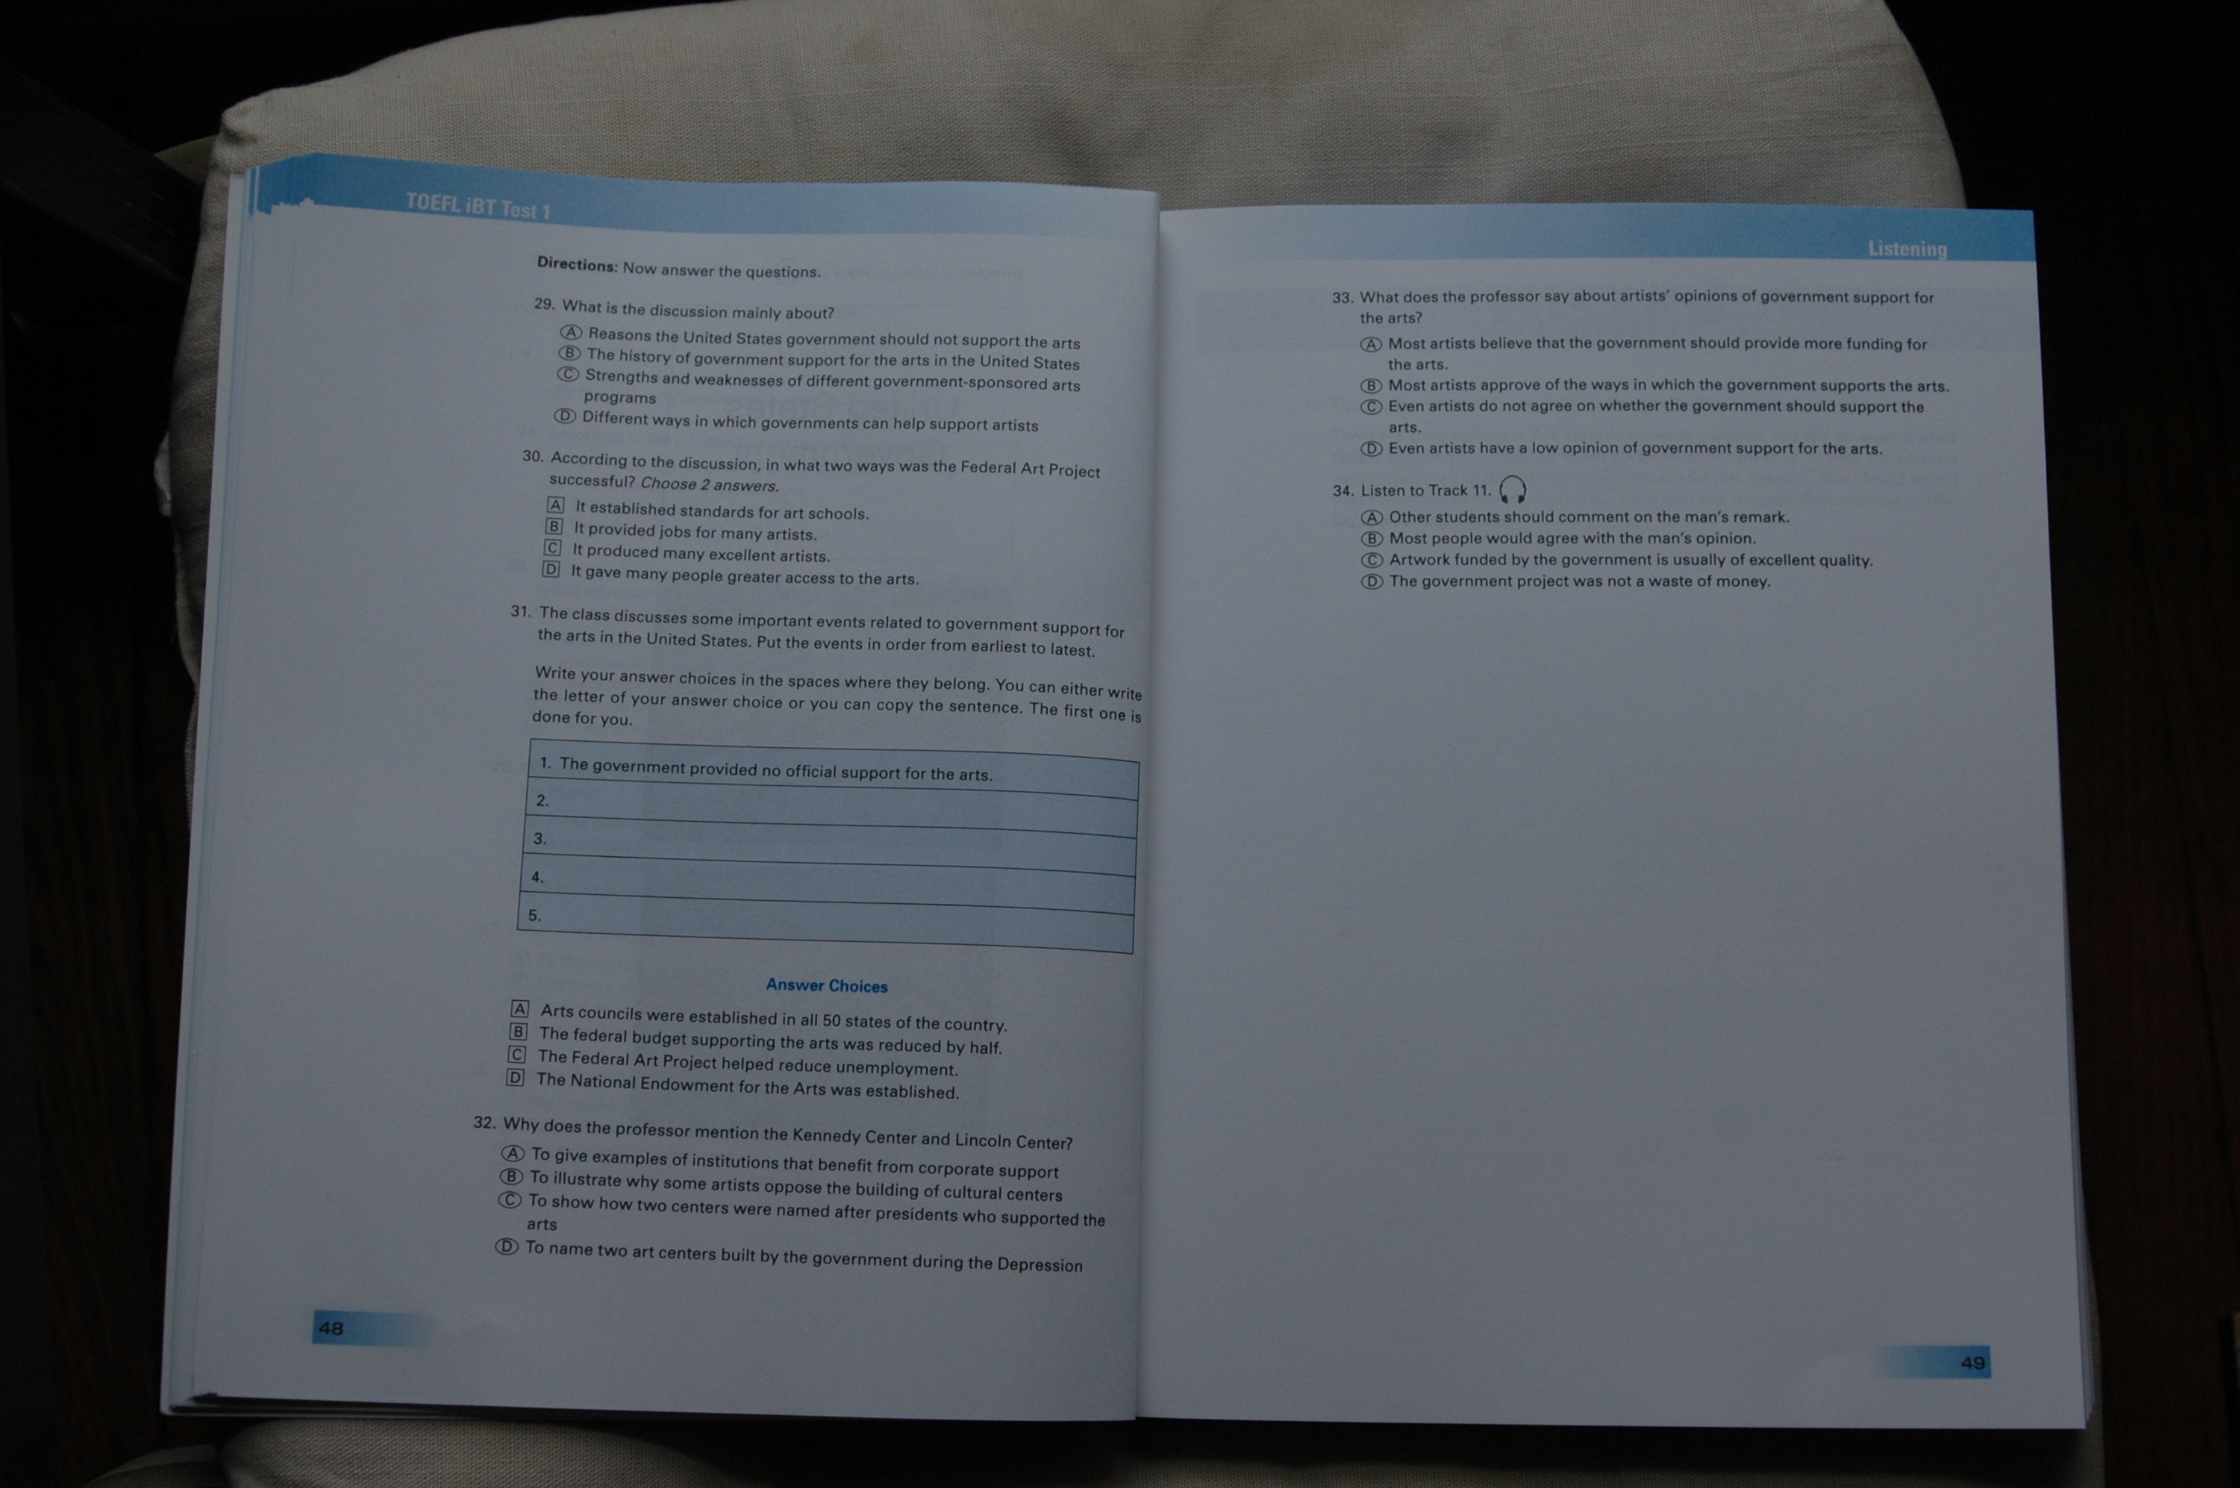 TOEFL iBT Test 1
Directions: Now answer the questions.
29. What is the discussion mainly about?
A Reasons the United States government should not support the arts
B The history of government support for the arts in the United States
C Strengths and weaknesses of different government-sponsored arts
programs
D Different ways in which governments can help support artists
30. According to the discussion, in what two ways was the Federal Art Project
successful? Choose 2 answers.
A It established standards for art schools.
B It provided jobs for many artists.
C It produced many excellent artists.
D It gave many people greater access to the arts.
31. The class discusses some important events related to government support for
the arts in the United States. Put the events in order from earliest to latest.
Write your answer choices in the spaces where they belong. You can either write
the letter of your answer choice or you can copy the sentence. The first one is
done for you.
1. The government provided no official support for the arts.
2.
3.
4.
5.
Answer Choices
A Arts councils were established in all 50 states of the country.
B The federal budget supporting the arts was reduced by half.
C The Federal Art Project helped reduce unemployment.
D The National Endowment for the Arts was established.
32. Why does the professor mention the Kennedy Center and Lincoln Center?
A To give examples of institutions that benefit from corporate support
B To illustrate why some artists oppose the building of cultural centers
C To show how two centers were named after presidents who supported the
arts
D To name two art centers built by the government during the Depression
48
Listening
33. What does the professor say about artists' opinions of government support for
the arts?
A Most artists believe that the government should provide more funding for
the arts.
B Most artists approve of the ways in which the government supports the arts.
C Even artists do not agree on whether the government should support the
arts.
D Even artists have a low opinion of government support for the arts.
34. Listen to Track 11.
A Other students should comment on the man's remark.
B Most people would agree with the man's opinion.
C Artwork funded by the government is usually of excellent quality.
D The government project was not a waste of money.
49